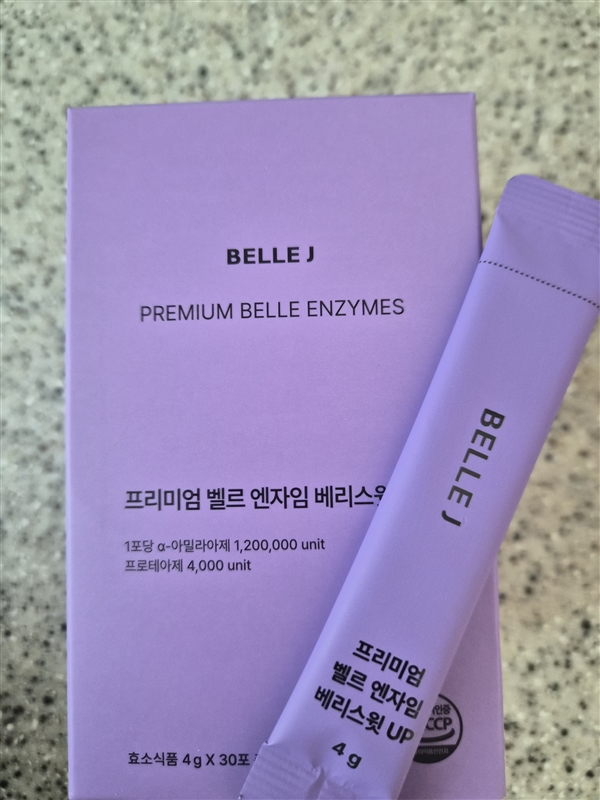 BELLE J
PREMIUM BELLE ENZYMES
프리미엄 벨르 엔자임 베리스윗
1포당 α-아밀라아제 1,200,000 unit
프로테아제 4,000 unit
효소식품 4g X 30포
BELLE J
프리미엄
벨르 엔자임
베리스윗 UP
4g